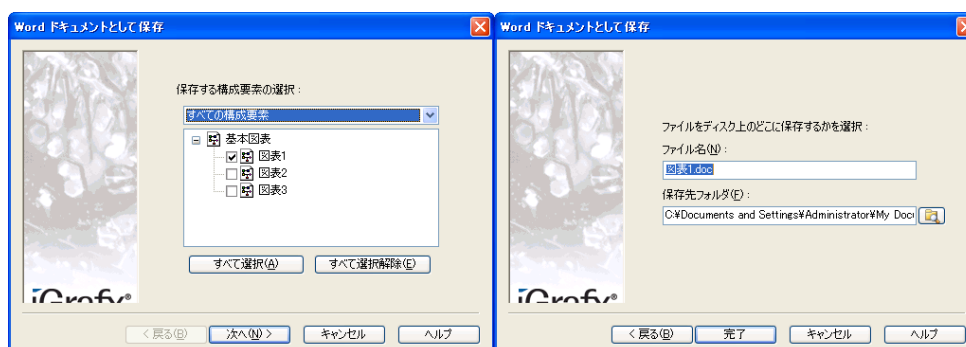 Word ドキュメントとして保存
保存する構成要素の選択:
すべての構成要素
基本図表
図表1
図表2
図表3
すべて選択(A)
すべて選択解除(E)
iGrafx®
< 戻る(B)
次へ(N) >
キャンセル
ヘルプ
Word ドキュメントとして保存
ファイルをディスク上のどこに保存するかを選択:
ファイル名(N):
図表1.doc
保存先フォルダ(F):
C:¥Documents and Settings¥Administrator¥My Doc
iGrafx®
< 戻る(B)
完了
キャンセル
ヘルプ